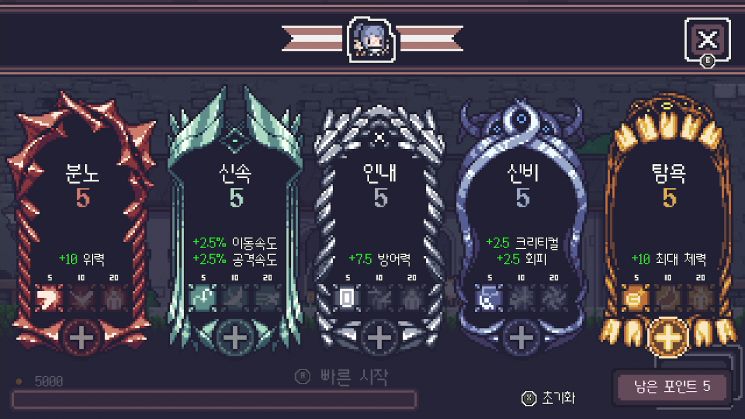 E
분노
5
+10 위력
5 10 20
신속
5
+2.5% 이동속도
+2.5% 공격속도
5 10 20
인내
5
+7.5 방어력
5 10 20
신비
5
+2.5 크리티컬
+2.5 회피
5 10 20
탐욕
5
+10 최대 체력
5 10 20
5000
빠른 시작
초기화
남은 포인트 5